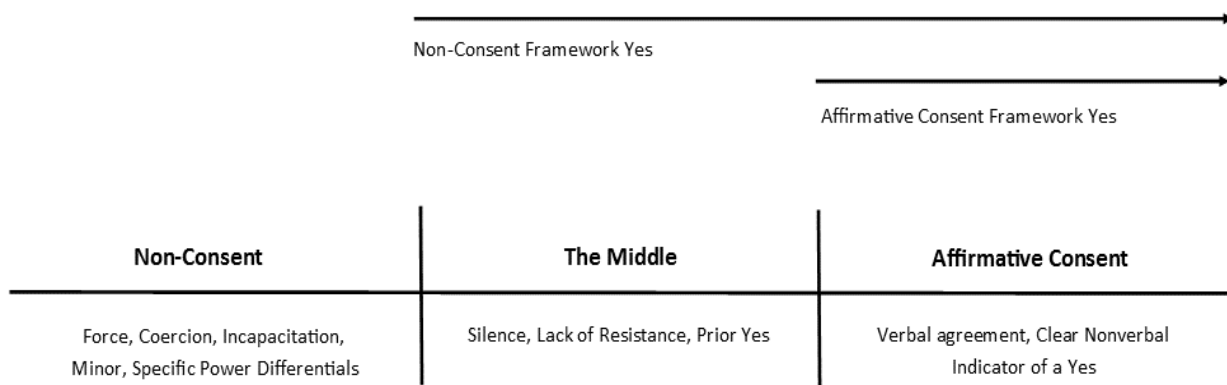 Non-Consent Framework Yes
Affirmative Consent Framework Yes
Non-Consent
The Middle
Affirmative Consent
Force, Coercion, Incapacitation,
Minor, Specific Power Differentials
Silence, Lack of Resistance, Prior Yes
Verbal agreement, Clear Nonverbal
Indicator of a Yes